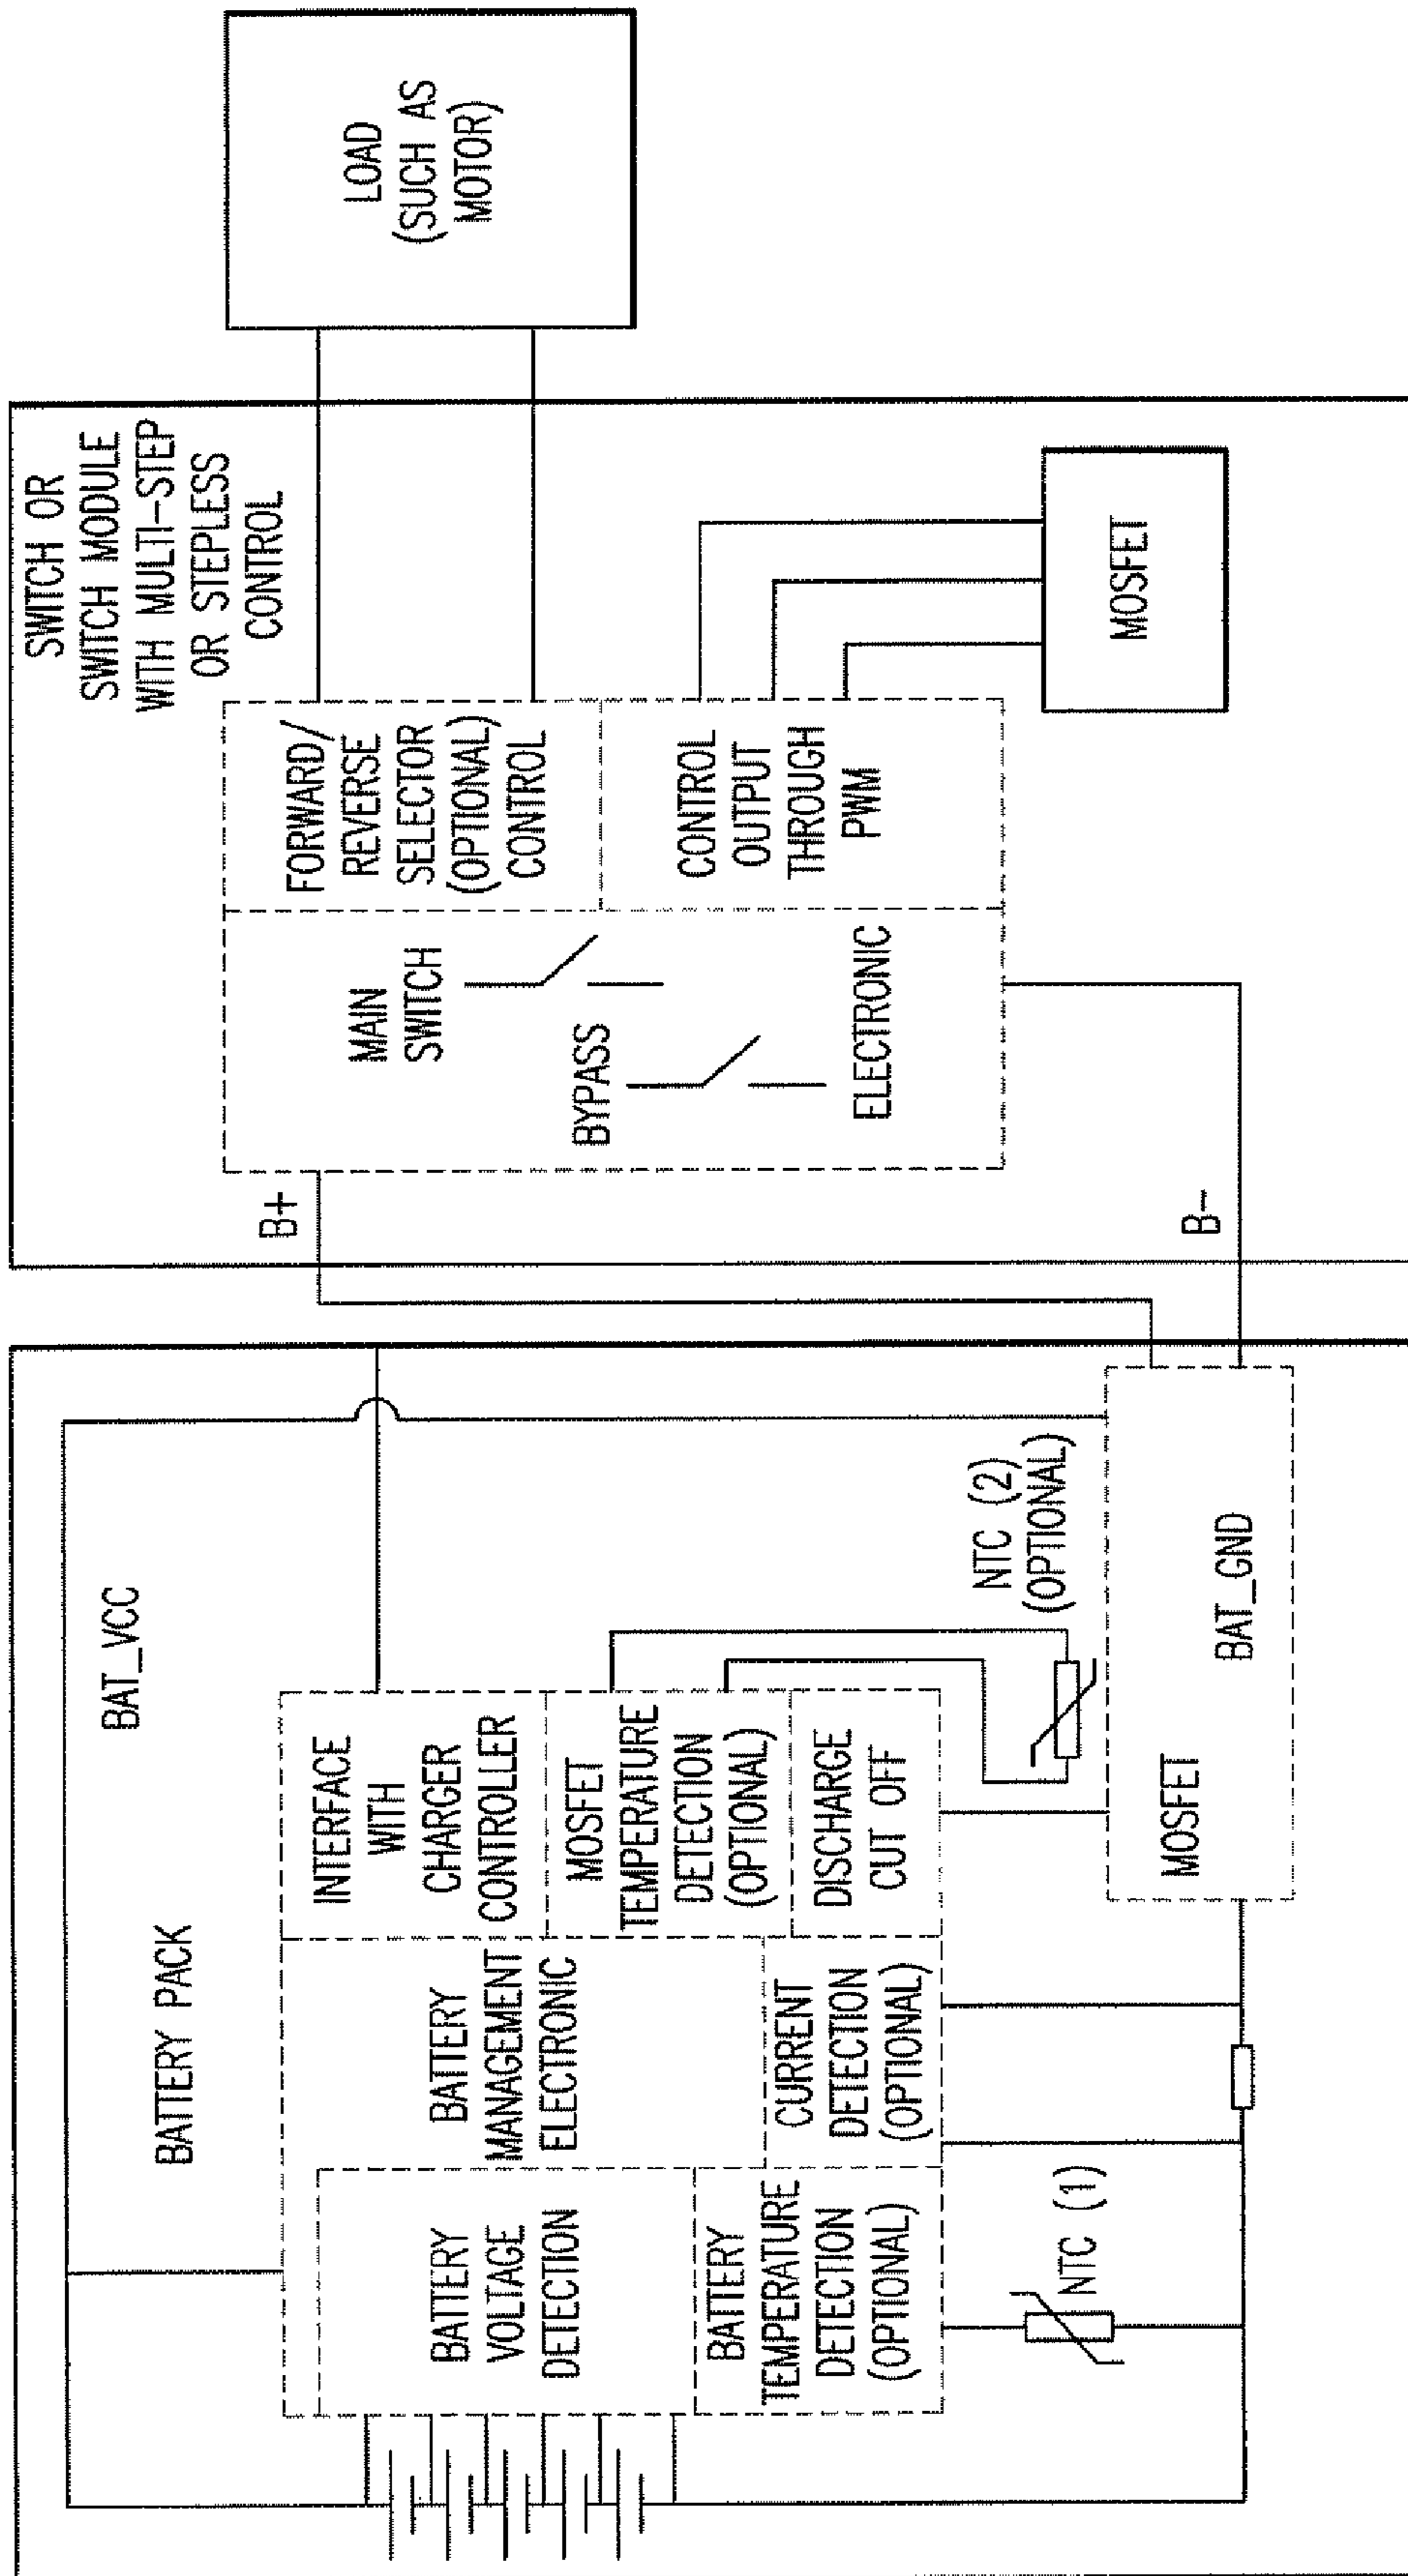 BATTERY PACK
BAT_VCC
BATTERY
VOLTAGE
DETECTION
BATTERY
TEMPERATURE
DETECTION
(OPTIONAL)
BATTERY
MANAGEMENT
ELECTRONIC
CURRENT
DETECTION
(OPTIONAL)
INTERFACE
WITH
CHARGER
CONTROLLER
MOSFET
TEMPERATURE
DETECTION
(OPTIONAL)
DISCHARGE
CUT OFF
NTC (1)
NTC (2)
(OPTIONAL)
MOSFET
BAT_GND
SWITCH OR
SWITCH MODULE
WITH MULTI-STEP
OR STEPLESS
CONTROL
B+
B-
MAIN
SWITCH
BYPASS
ELECTRONIC
FORWARD/
REVERSE
SELECTOR
(OPTIONAL)
CONTROL
CONTROL
OUTPUT
THROUGH
PWM
MOSFET
LOAD
(SUCH AS
MOTOR)